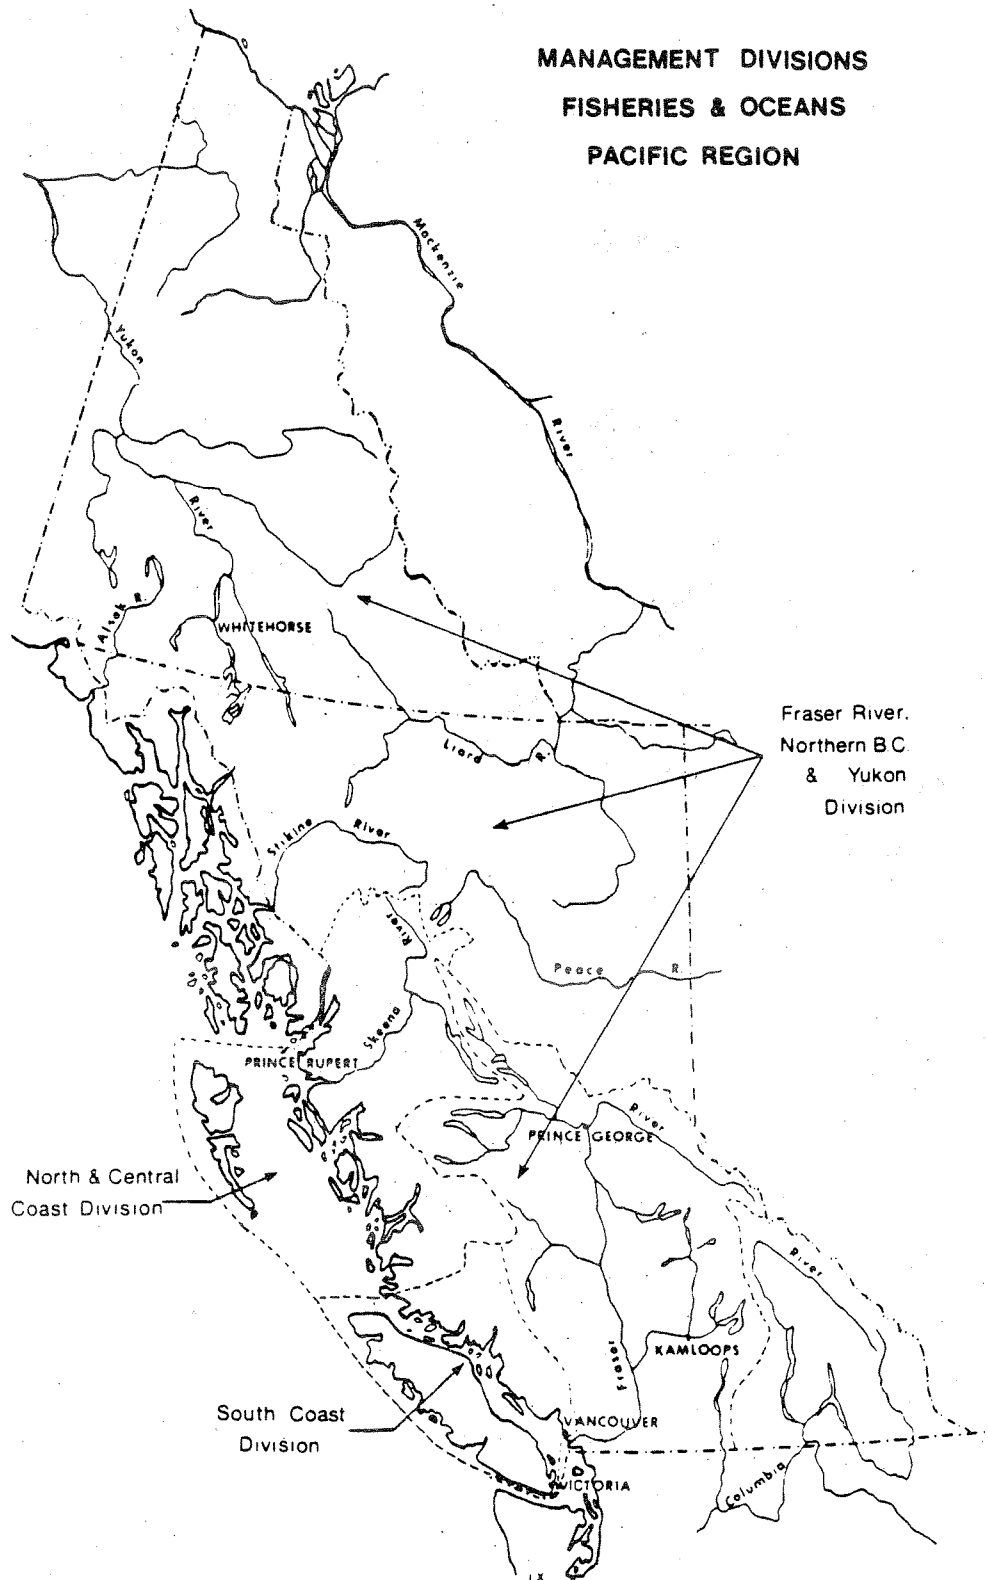 MANAGEMENT DIVISIONS
FISHERIES & OCEANS
PACIFIC REGION
Mackenzie
River
Yukon
River
Alsek R.
WHITEHORSE
Liard R.
Fraser River,
Northern B.C.
& Yukon
Division
Stikine River
River
Skeena
Peace R.
PRINCE RUPERT
PRINCE GEORGE
River
North & Central
Coast Division
River
Fraser
KAMLOOPS
South Coast
Division
VANCOUVER
VICTORIA
Columbia